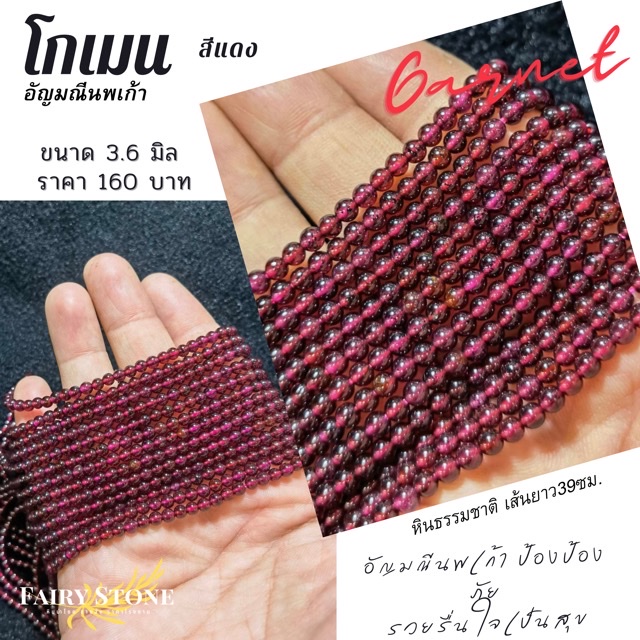 โกเมน สีแดง
อัญมณีนพเก้า
Garnet
ขนาด 3.6 มิล
ราคา 160 บาท
หินธรรมชาติ เส้นยาว39ซม.
อัญมณีนพเก้า ป้องป้อง
ภัย
รวยรื่นใจเป็นสุข
FAIRY STONE